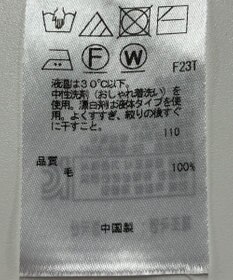 F W F23T
液温は30℃以下。
中性洗剤（おしゃれ着洗い）を
使用。漂白剤は液体タイプを使
用。よくすすぎ、絞りの後すぐ
に干すこと。
110
品質
毛 100%
中国製